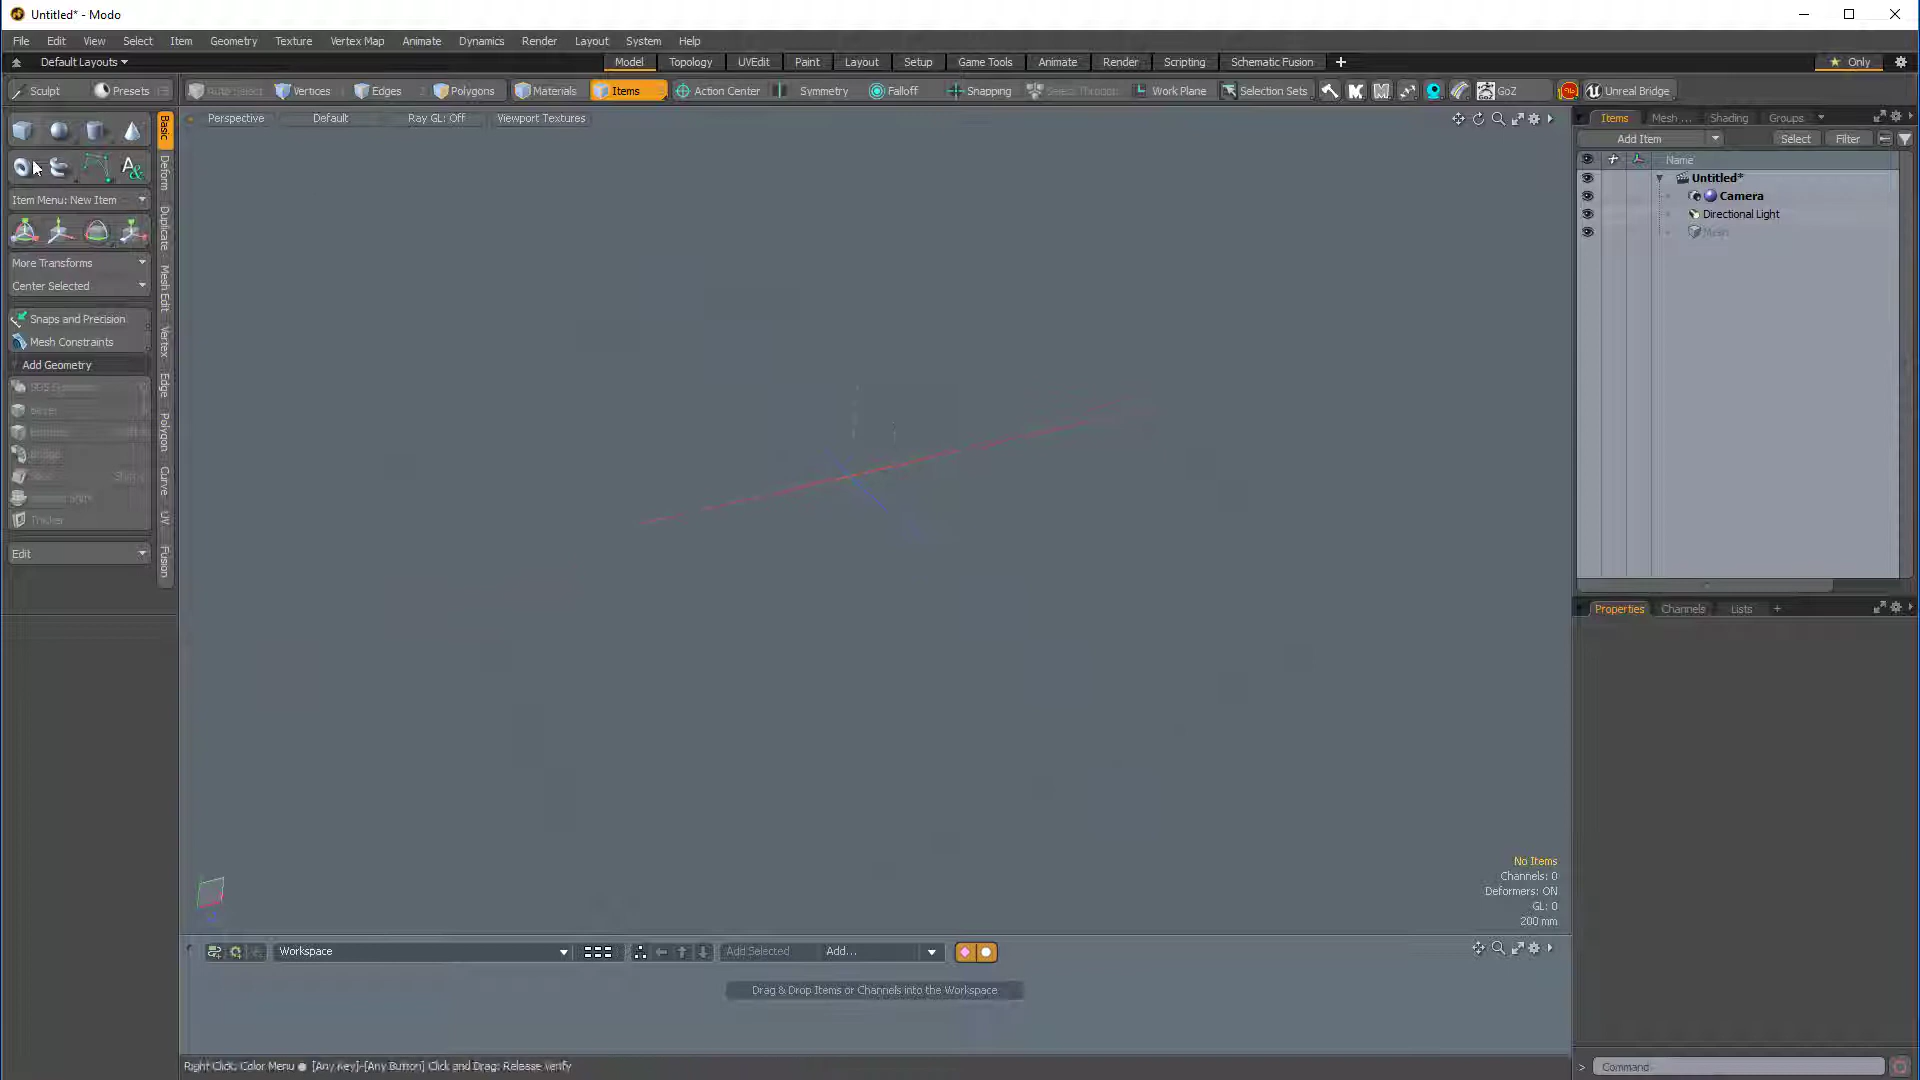 Untitled* - Modo
File Edit View Select Item Geometry Texture Vertex Map Animate Dynamics Render Layout System Help
Default Layouts Model Topology UVEdit Paint Layout Setup Game Tools Animate Render Scripting Schematic Fusion Only
Sculpt Presets Auto Select Vertices Edges Polygons Materials Items Action Center Symmetry Falloff Snapping Select Through Work Plane Selection Sets GoZ Unreal Bridge
Perspective Default Ray GL: Off Viewport Textures
Items Mesh ... Shading Groups
Add Item Select Filter
Name
Untitled*
Camera
Directional Light
Mesh
Item Menu: New Item
More Transforms
Center Selected
Snaps and Precision
Mesh Constraints
Add Geometry
Bevel
Bridge
Thicken
Edit
Basic
Deform
Duplicate
Mesh Edit
Vertex
Edge
Polygon
Curve
UV
Fusion
Properties Channels Lists +
No Items
Channels: 0
Deformers: ON
GL: 0
200 mm
Workspace Add Selected Add...
Drag & Drop Items or Channels into the Workspace
Right Click: Color Menu ● [Any Key]-[Any Button] Click and Drag: Release Verify
> Command